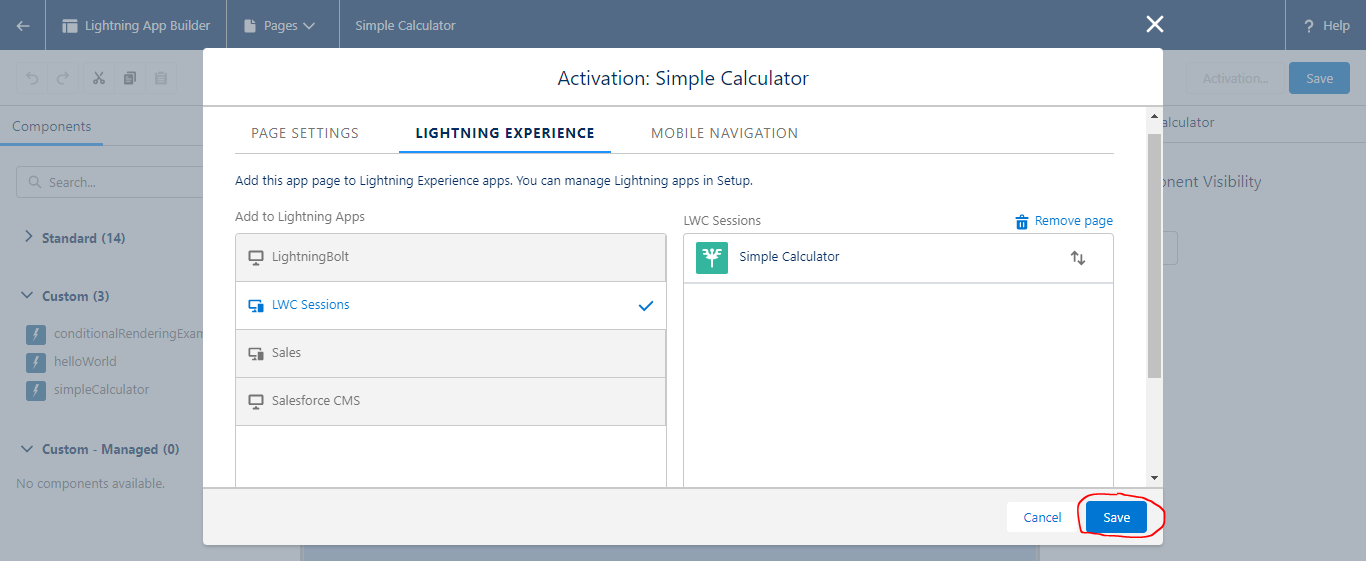 Lightning App Builder
Pages
Simple Calculator
? Help
Activation: Simple Calculator
Activation...
Save
Components
alculator
PAGE SETTINGS
LIGHTNING EXPERIENCE
MOBILE NAVIGATION
Search...
Add this app page to Lightning Experience apps. You can manage Lightning apps in Setup.
onent Visibility
Add to Lightning Apps
LWC Sessions
Remove page
Standard (14)
LightningBolt
Simple Calculator
Custom (3)
LWC Sessions
conditionalRenderingExam
helloWorld
Sales
simpleCalculator
Salesforce CMS
Custom - Managed (0)
No components available.
Cancel
Save